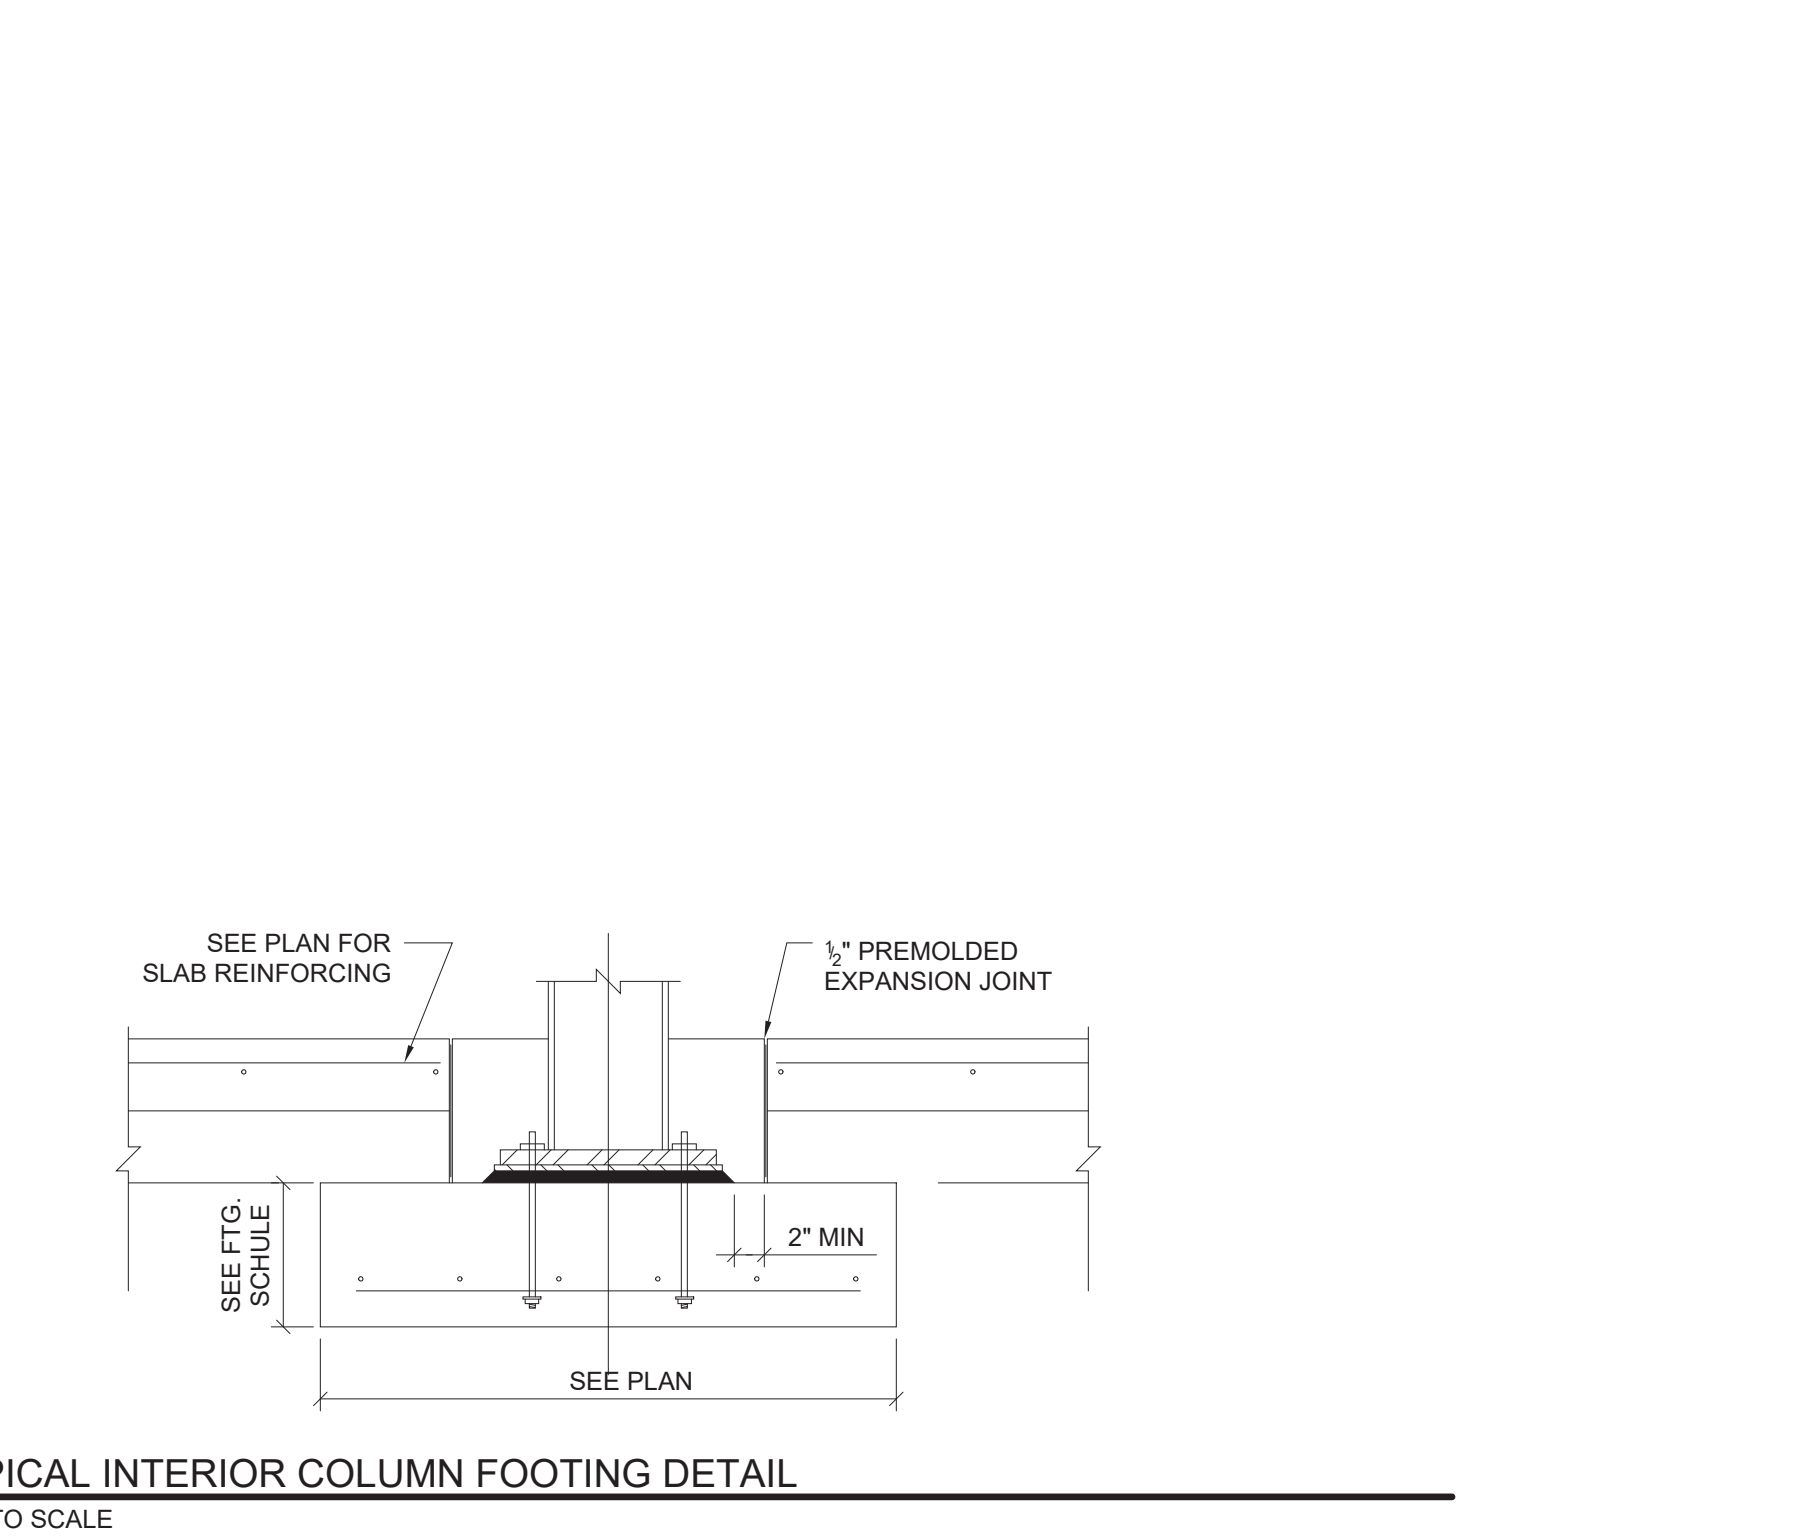 SEE PLAN FOR
SLAB REINFORCING
½" PREMOLDED
EXPANSION JOINT
SEE FTG.
SCHULE
2" MIN
SEE PLAN
PICAL INTERIOR COLUMN FOOTING DETAIL
TO SCALE